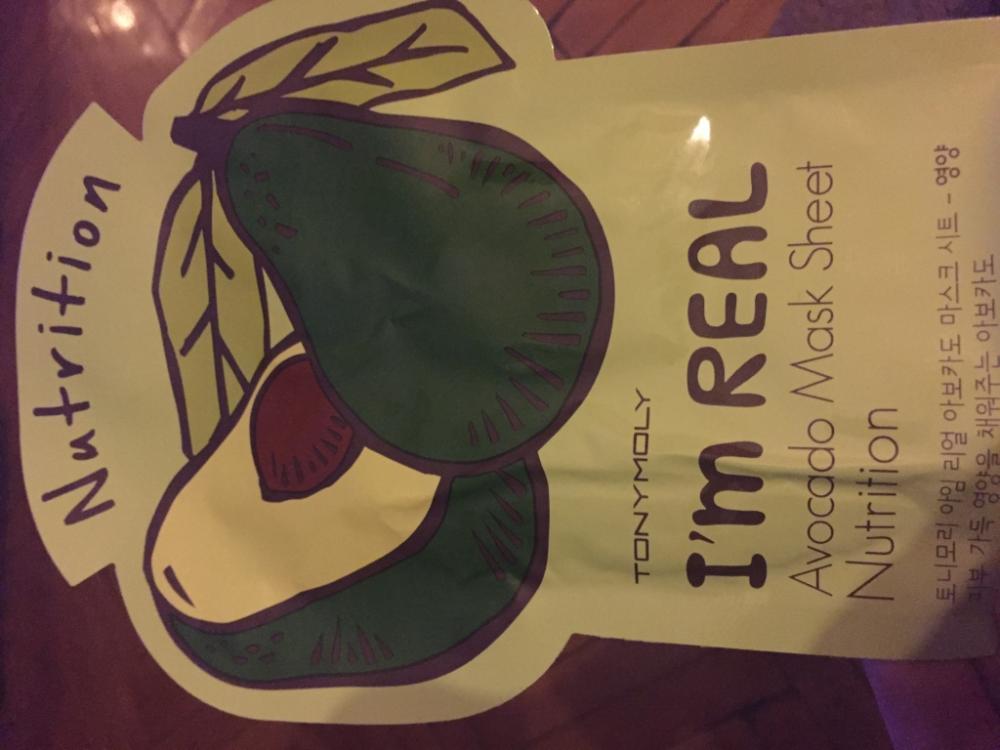 Nutrition
TONYMOLY
I'm REAL
Avocado Mask Sheet
Nutrition
토니모리 아임 리얼 아보카도 마스크 시트 - 영양
피부 가득 영양을 채워주는 아보카도